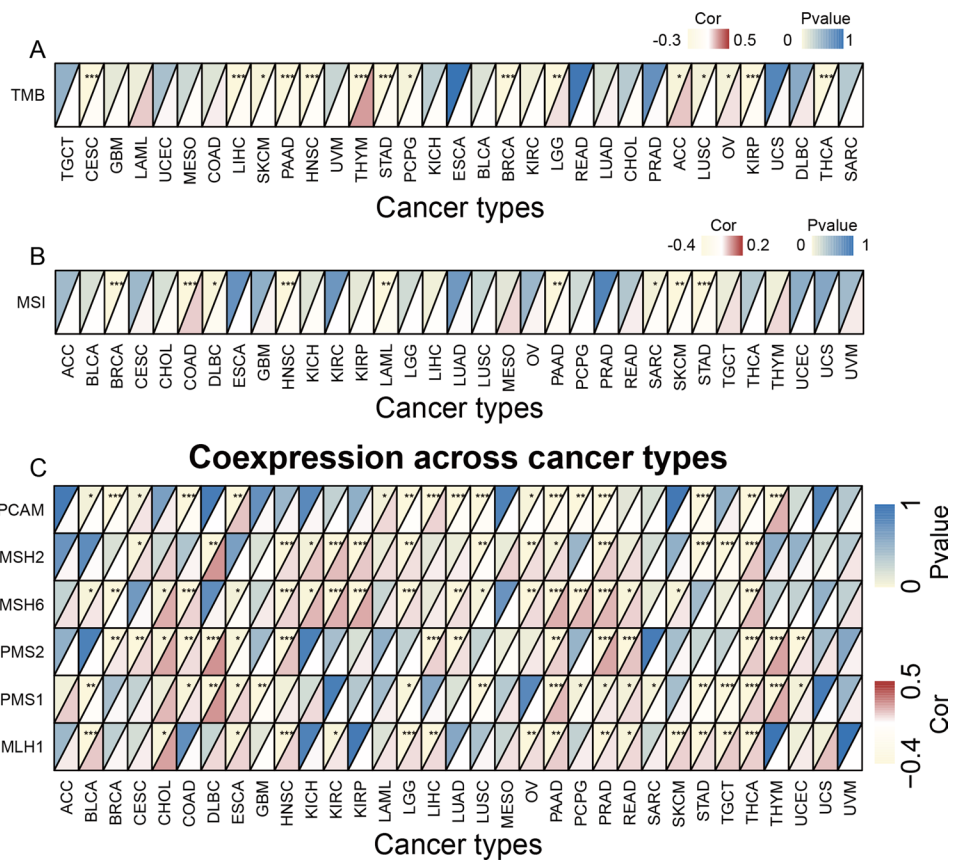 A
Cor
Pvalue
-0.3 0.5 0 1
TMB *** *** * *** *** *** *** * *** ** * * * *** ***
TGCT CESC GBM LAML UCEC MESO COAD LIHC SKCM PAAD HNSC UVM THYM STAD PCPG KICH ESCA BLCA BRCA KIRC LGG READ LUAD CHOL PRAD ACC LUSC OV KIRP UCS DLBC THCA SARC
Cancer types
B
Cor
Pvalue
-0.4 0.2 0 1
MSI *** *** * *** ** ** * ** ***
ACC BLCA BRCA CESC CHOL COAD DLBC ESCA GBM HNSC KICH KIRC KIRP LAML LGG LIHC LUAD LUSC MESO OV PAAD PCPG PRAD READ SARC SKCM STAD TGCT THCA THYM UCEC UCS UVM
Cancer types
C
Coexpression across cancer types
PCAM * *** * *** ** * ** *** *** *** ** *** ** *** *** ** ***
MSH2 * ** *** * *** *** ** ** ** * *** *** *** ***
MSH6 * ** * *** * *** *** *** *** ** * ** *** *** *** * ***
PMS2 ** *** * ** *** * *** *** ** ** *** *** *** *** **
PMS1 ** * ** * ** * ** *** * * * ** *** *** *** *
MLH1 *** * * *** * *** ** ** ** ** * *** ** *** ***
ACC BLCA BRCA CESC CHOL COAD DLBC ESCA GBM HNSC KICH KIRC KIRP LAML LGG LIHC LUAD LUSC MESO OV PAAD PCPG PRAD READ SARC SKCM STAD TGCT THCA THYM UCEC UCS UVM
Cancer types
1
0
Pvalue
0.5
−0.4
Cor